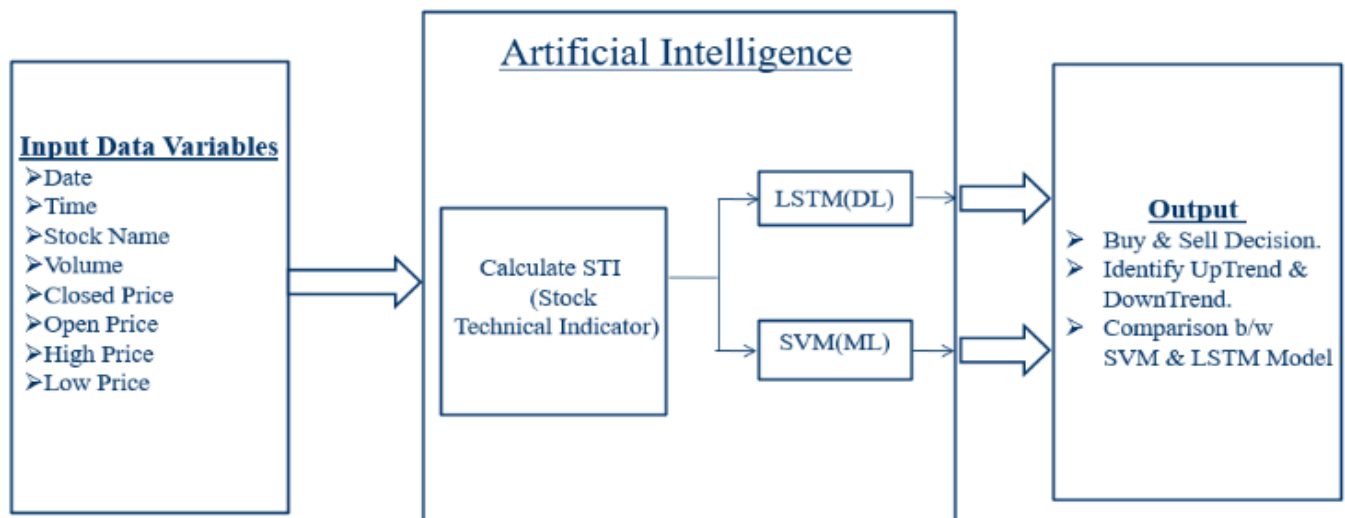 Artificial Intelligence
Input Data Variables
➢Date
➢Time
➢Stock Name
➢Volume
➢Closed Price
➢Open Price
➢High Price
➢Low Price
Calculate STI
(Stock
Technical Indicator)
LSTM(DL)
SVM(ML)
Output
➢ Buy & Sell Decision.
➢ Identify UpTrend &
DownTrend.
➢ Comparison b/w
SVM & LSTM Model